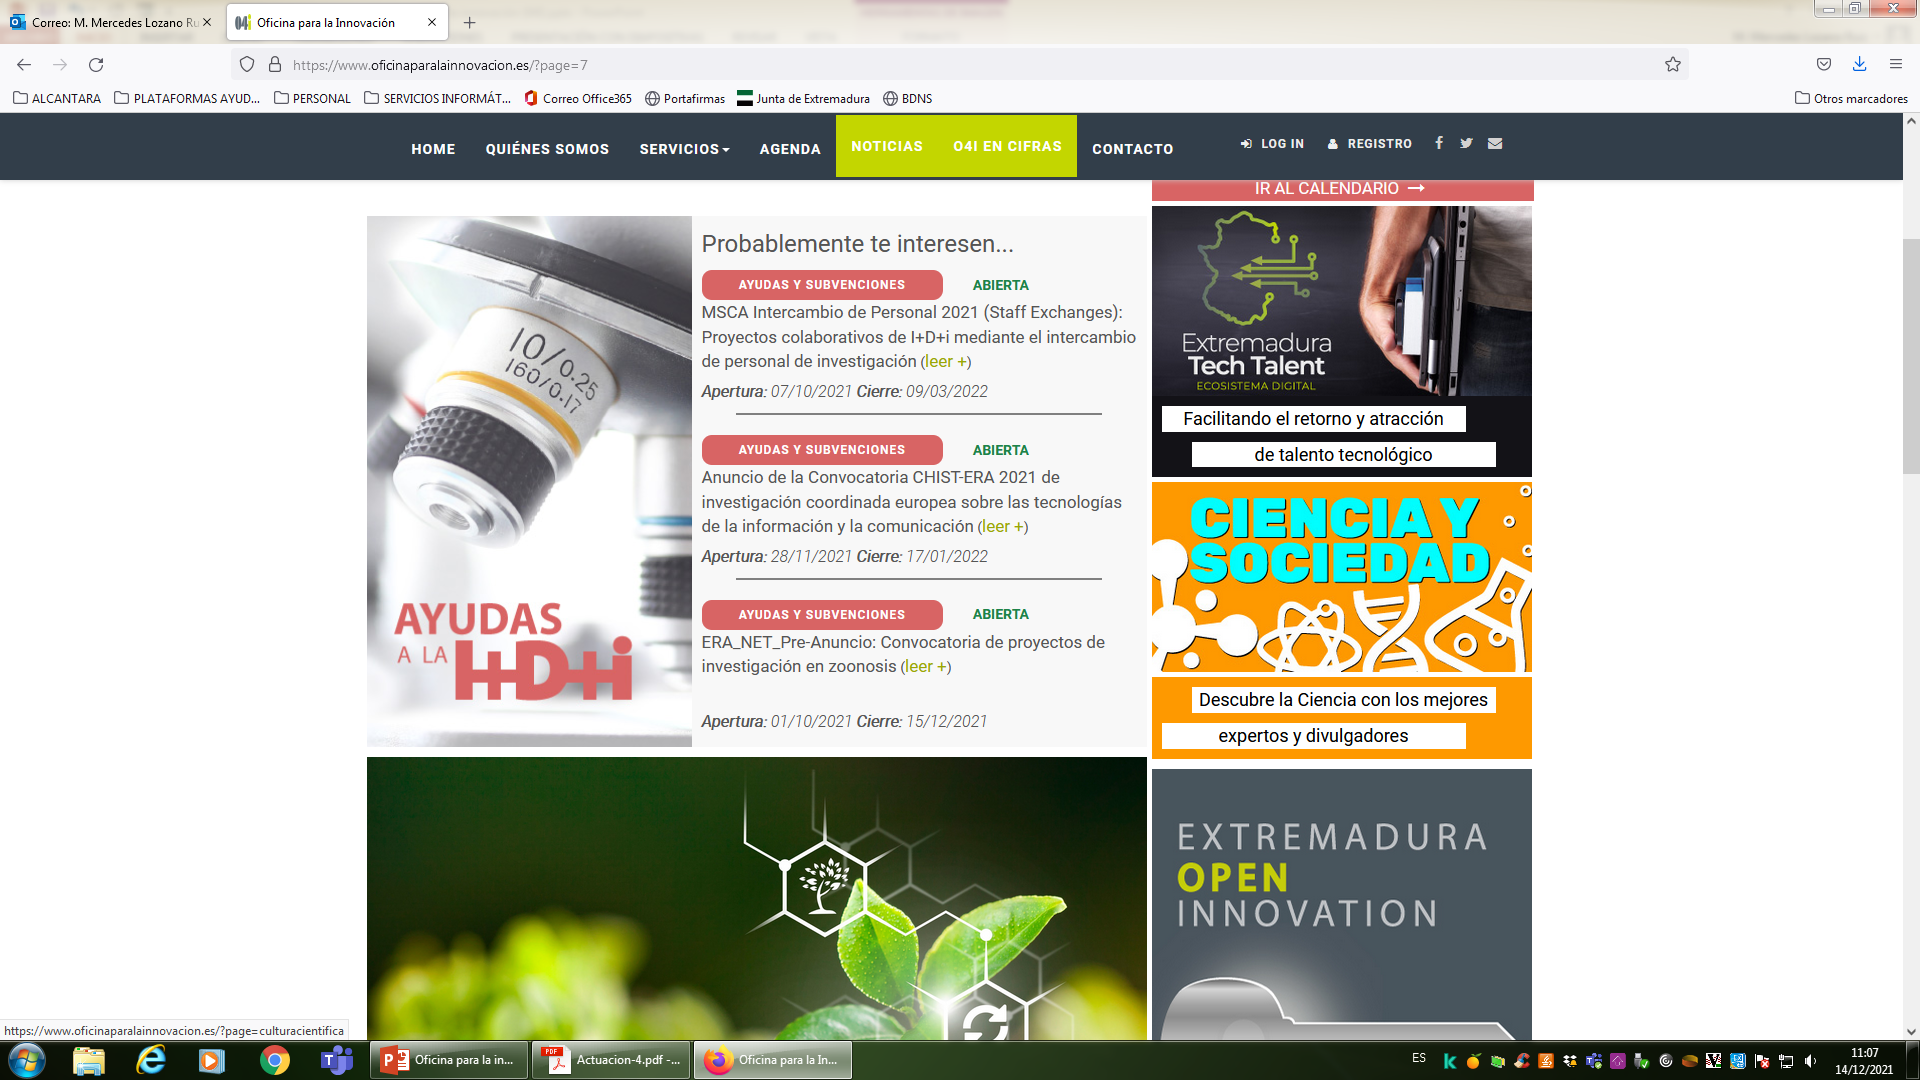 Correo: M. Mercedes Lozano Ru
Oficina para la Innovación
https://www.oficinaparalainnovacion.es/?page=7
ALCANTARA
PLATAFORMAS AYUD...
PERSONAL
SERVICIOS INFORMÁT...
Correo Office365
Portafirmas
Junta de Extremadura
BDNS
Otros marcadores
HOME
QUIÉNES SOMOS
SERVICIOS
AGENDA
NOTICIAS
O4I EN CIFRAS
CONTACTO
LOG IN
REGISTRO
IR AL CALENDARIO
10/0.25
160/0.17
AYUDAS
A LA I+D+i
Probablemente te interesen...
AYUDAS Y SUBVENCIONES ABIERTA
MSCA Intercambio de Personal 2021 (Staff Exchanges):
Proyectos colaborativos de I+D+i mediante el intercambio
de personal de investigación (leer +)
Apertura: 07/10/2021 Cierre: 09/03/2022
AYUDAS Y SUBVENCIONES ABIERTA
Anuncio de la Convocatoria CHIST-ERA 2021 de
investigación coordinada europea sobre las tecnologías
de la información y la comunicación (leer +)
Apertura: 28/11/2021 Cierre: 17/01/2022
AYUDAS Y SUBVENCIONES ABIERTA
ERA_NET_Pre-Anuncio: Convocatoria de proyectos de
investigación en zoonosis (leer +)
Apertura: 01/10/2021 Cierre: 15/12/2021
Extremadura
Tech Talent
ECOSISTEMA DIGITAL
Facilitando el retorno y atracción
de talento tecnológico
CIENCIA Y
SOCIEDAD
Descubre la Ciencia con los mejores
expertos y divulgadores
EXTREMADURA
OPEN
INNOVATION
https://www.oficinaparalainnovacion.es/?page=culturacientifica
Oficina para la in...
Actuacion-4.pdf -...
Oficina para la In...
ES
11:07
14/12/2021